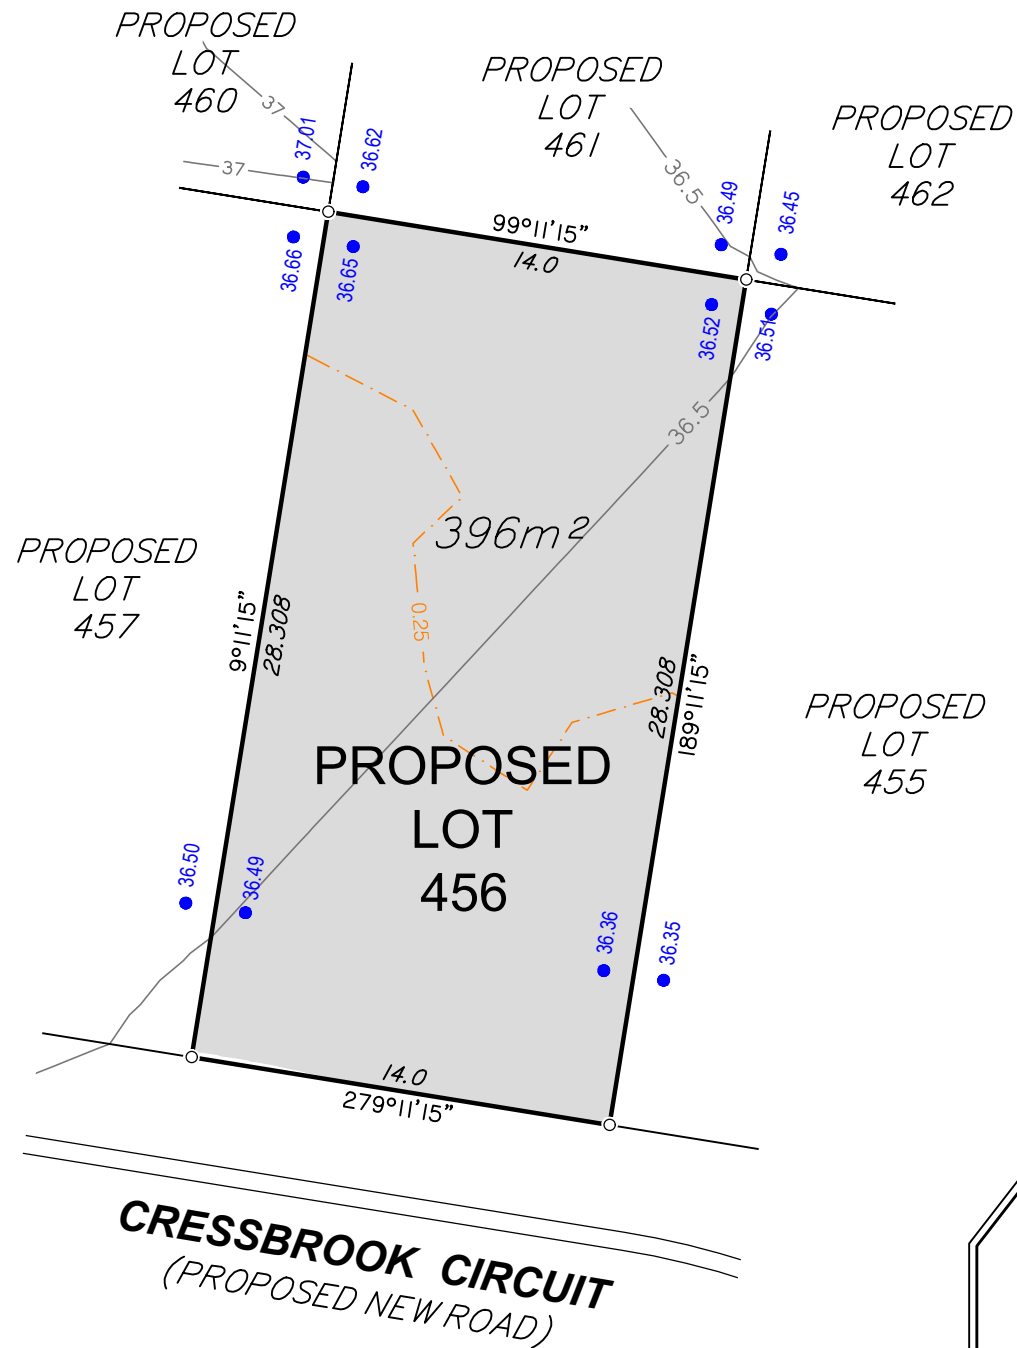 PROPOSED
LOT
460
PROPOSED
LOT
461
PROPOSED
LOT
462
37
37
37.01
36.62
36.5
36.49
36.45
99°11'15"
14.0
36.66
36.65
36.52
36.51
36.5
396m²
PROPOSED
LOT
457
9°11'15"
28.308
0.25
28.308
189°11'15"
PROPOSED
LOT
455
PROPOSED
LOT
456
36.50
36.49
36.36
36.35
14.0
279°11'15"
CRESSBROOK CIRCUIT
(PROPOSED NEW ROAD)